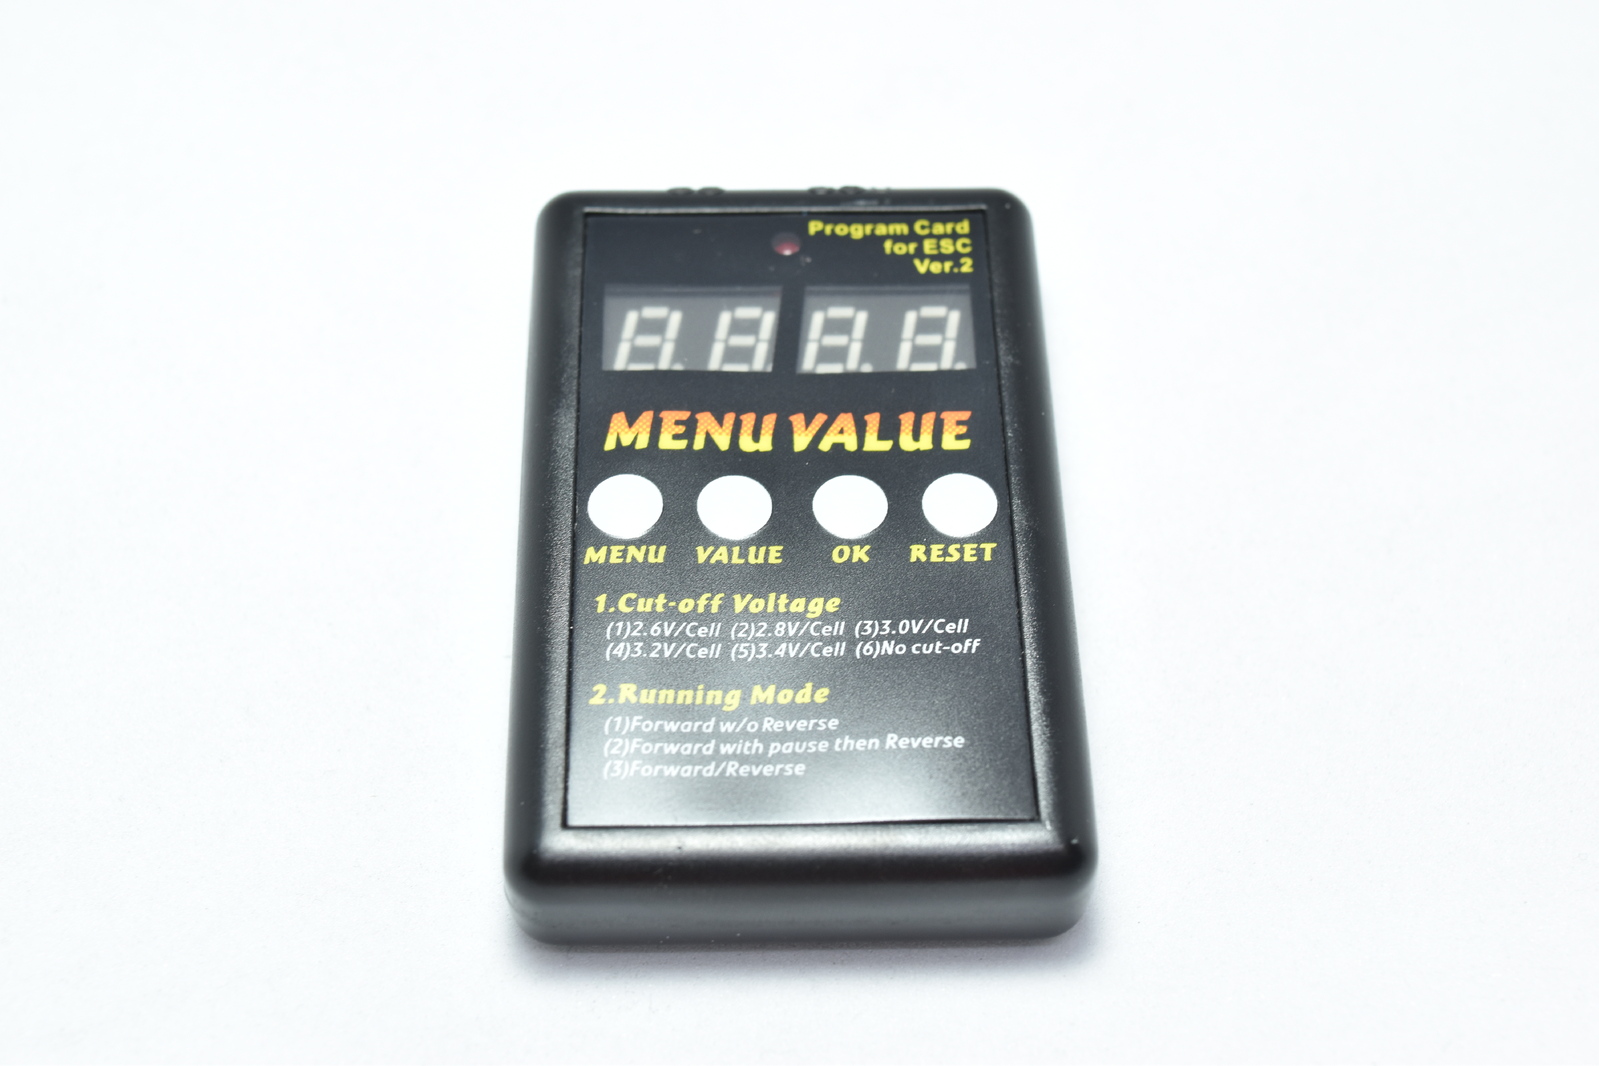 Program Card
for ESC
Ver.2
MENU VALUE
MENU VALUE OK RESET
1.Cut-off Voltage
(1)2.6V/Cell (2)2.8V/Cell (3)3.0V/Cell
(4)3.2V/Cell (5)3.4V/Cell (6)No cut-off
2.Running Mode
(1)Forward w/o Reverse
(2)Forward with pause then Reverse
(3)Forward/Reverse